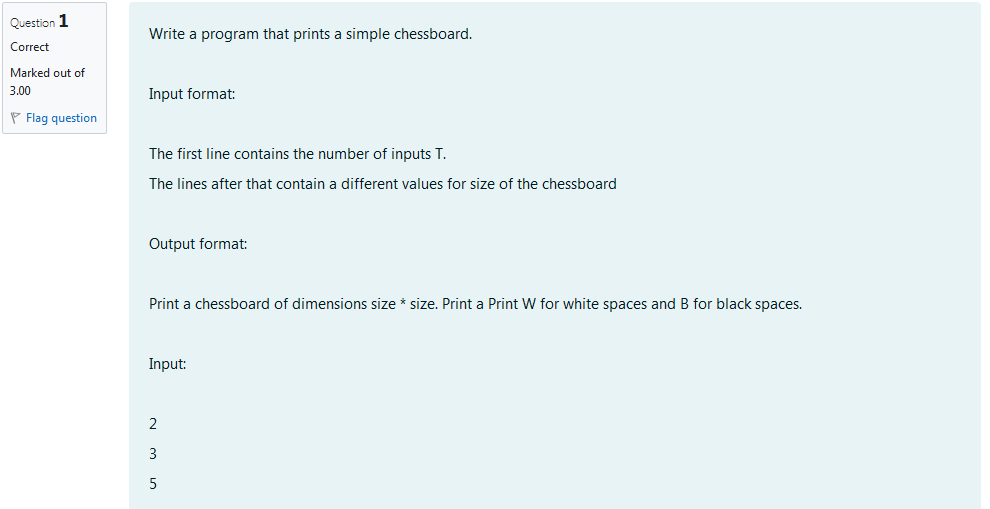 Question 1
Correct
Marked out of
3.00
Flag question
Write a program that prints a simple chessboard.
Input format:
The first line contains the number of inputs T.
The lines after that contain a different values for size of the chessboard
Output format:
Print a chessboard of dimensions size * size. Print a Print W for white spaces and B for black spaces.
Input:
2
3
5